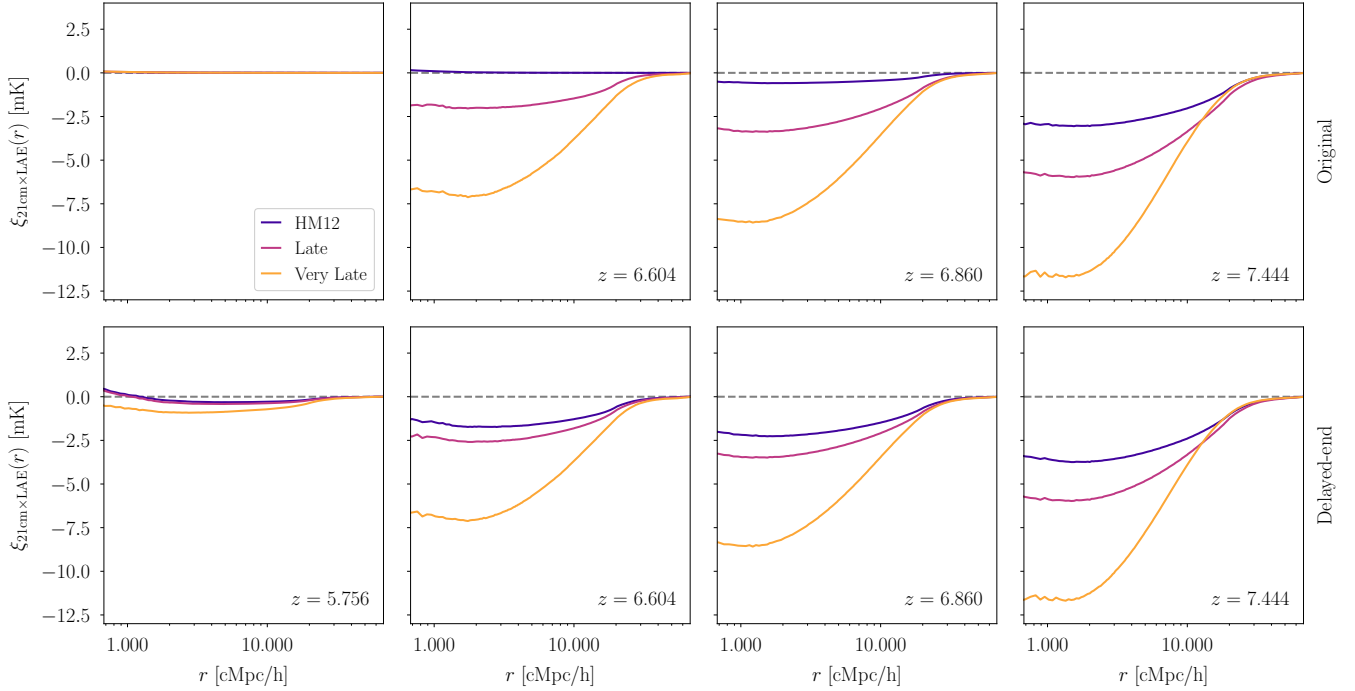 2.5
0.0
−2.5
−5.0
−7.5
−10.0
−12.5
ξ21cm×LAE(r) [mK]
HM12
Late
Very Late
z = 6.604
z = 6.860
z = 7.444
Original
2.5
0.0
−2.5
−5.0
−7.5
−10.0
−12.5
ξ21cm×LAE(r) [mK]
z = 5.756
z = 6.604
z = 6.860
z = 7.444
Delayed-end
1.000 10.000 1.000 10.000 1.000 10.000 1.000 10.000
r [cMpc/h] r [cMpc/h] r [cMpc/h] r [cMpc/h]